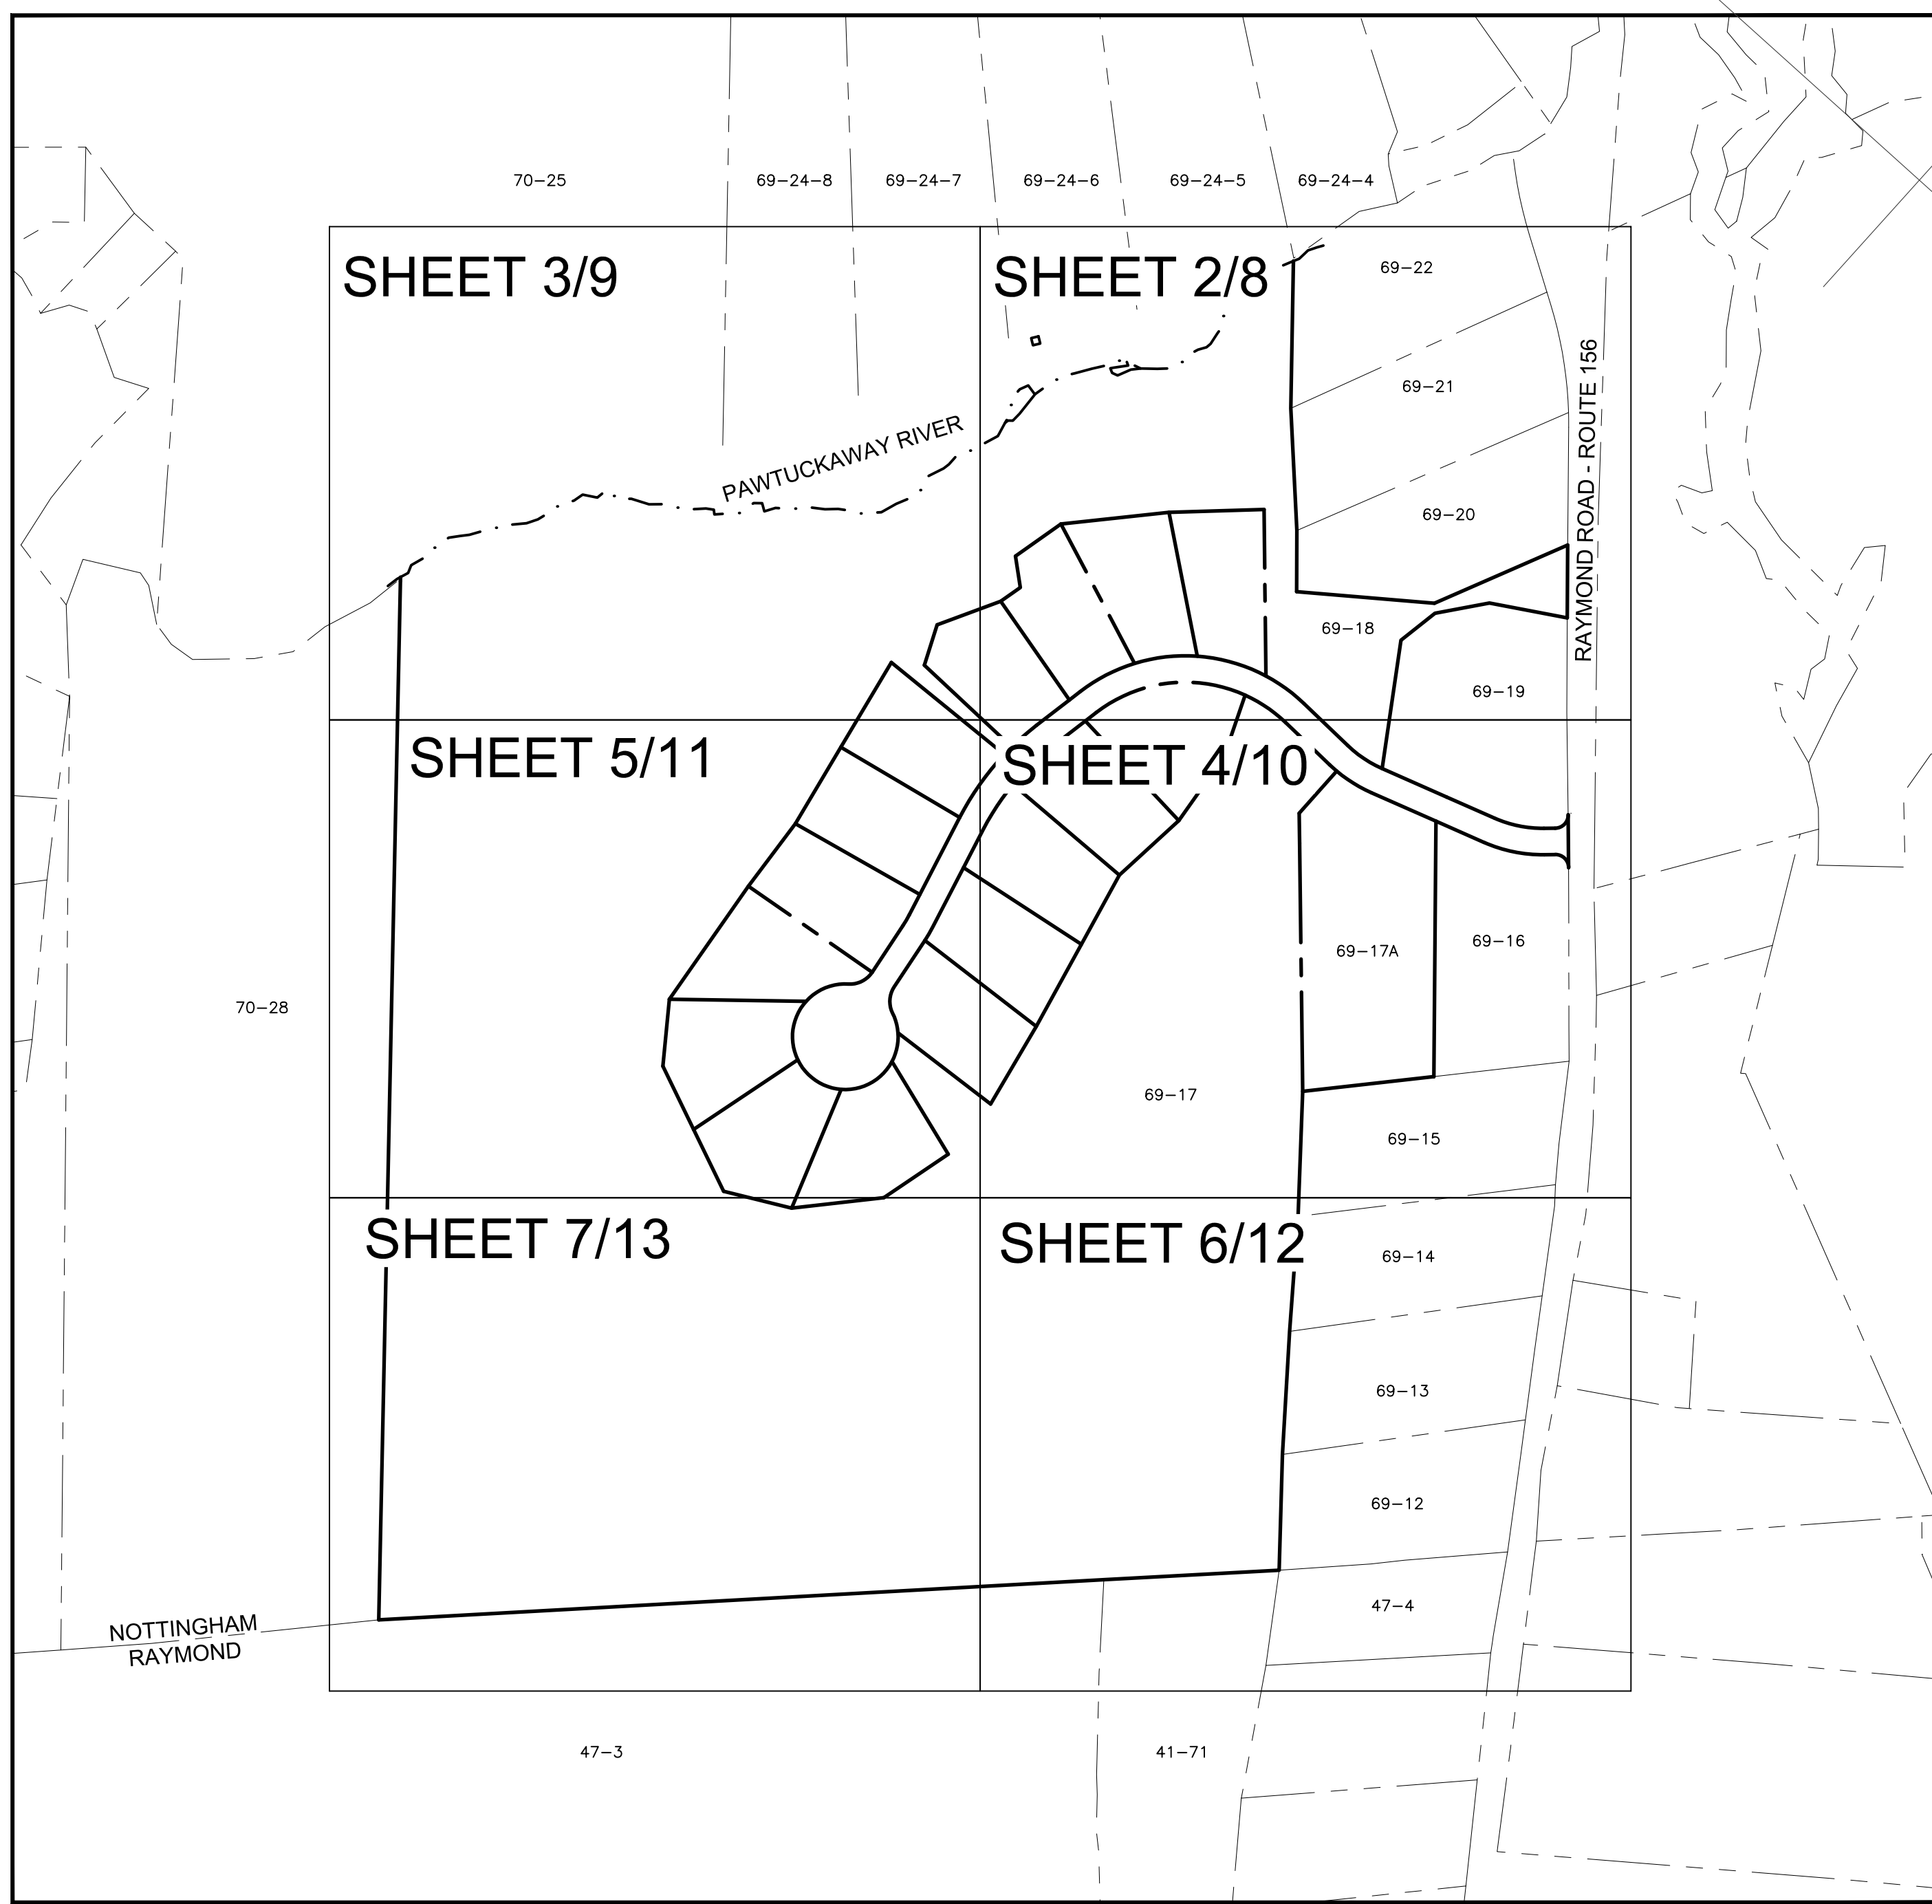 70-25
69-24-8
69-24-7
69-24-6
69-24-5
69-24-4
SHEET 3/9
SHEET 2/8
69-22
69-21
PAWTUCKAWAY RIVER
RAYMOND ROAD - ROUTE 156
69-20
69-18
69-19
SHEET 5/11
SHEET 4/10
69-17A
69-16
70-28
69-17
69-15
SHEET 7/13
SHEET 6/12
69-14
69-13
69-12
47-4
NOTTINGHAM
RAYMOND
47-3
41-71